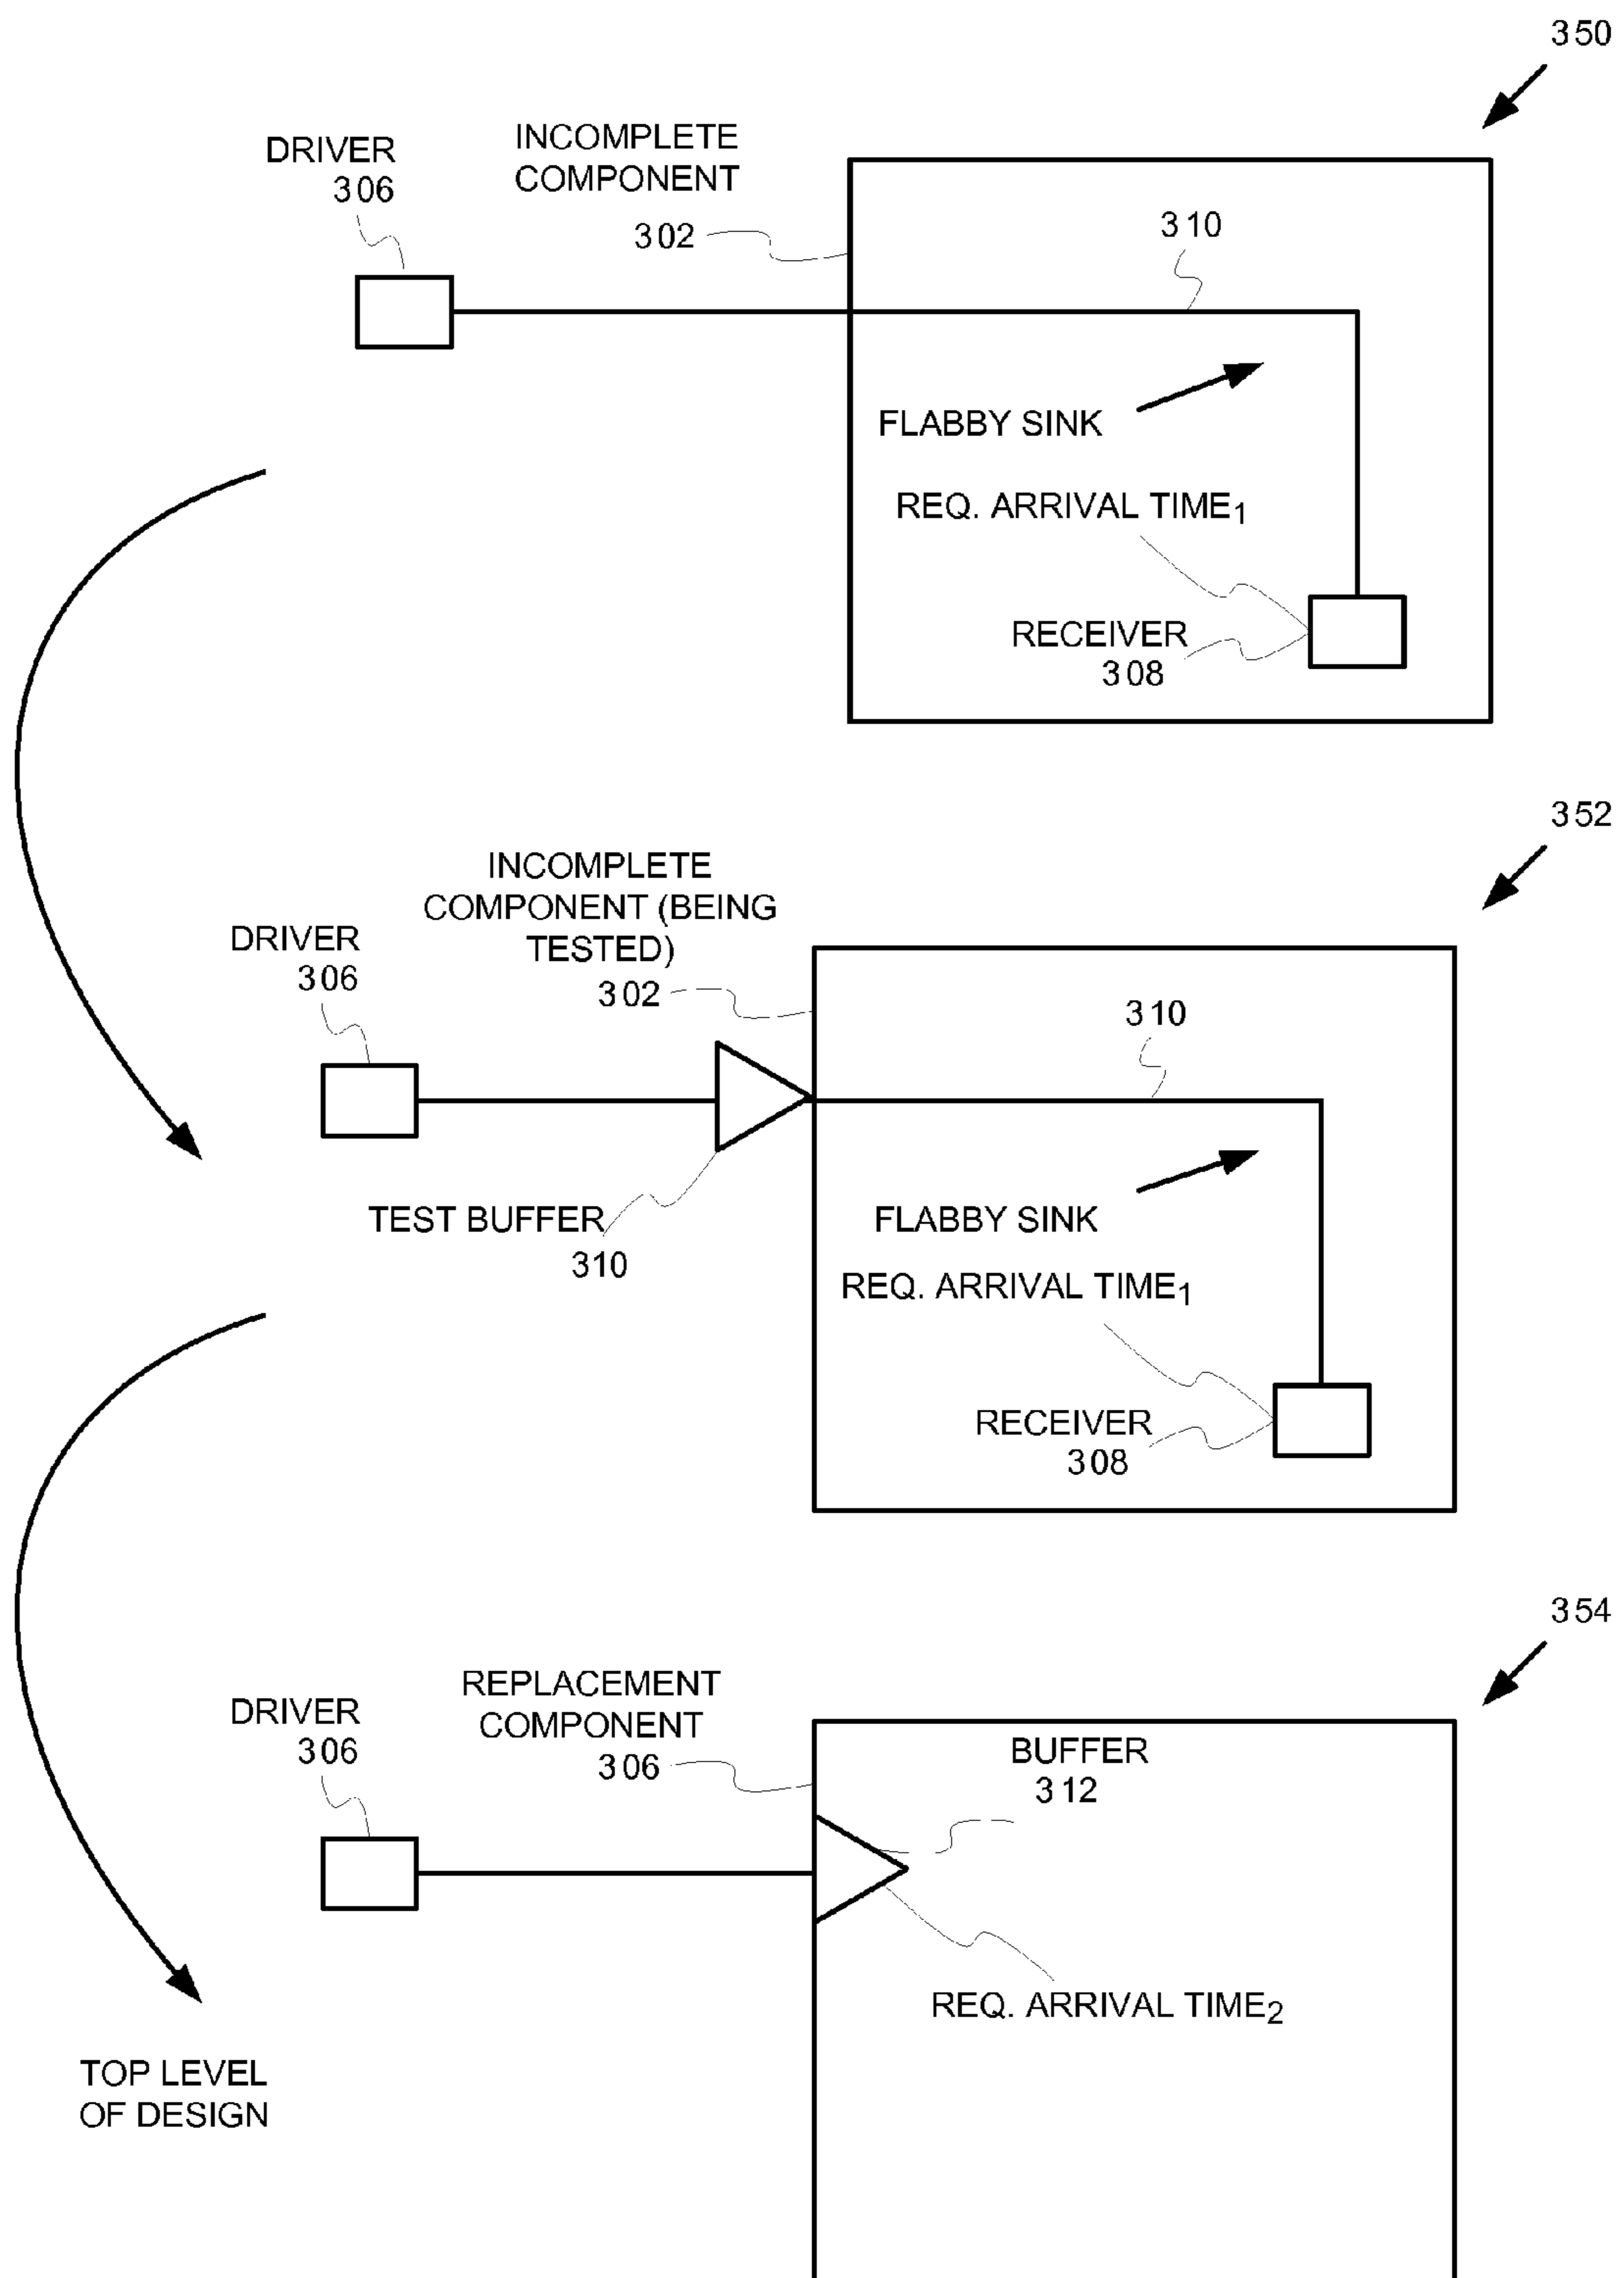 350
DRIVER
306
INCOMPLETE
COMPONENT
302
310
FLABBY SINK
REQ. ARRIVAL TIME1
RECEIVER
308
352
INCOMPLETE
COMPONENT (BEING
TESTED)
302
DRIVER
306
310
TEST BUFFER
310
FLABBY SINK
REQ. ARRIVAL TIME1
RECEIVER
308
354
DRIVER
306
REPLACEMENT
COMPONENT
306
BUFFER
312
REQ. ARRIVAL TIME2
TOP LEVEL
OF DESIGN